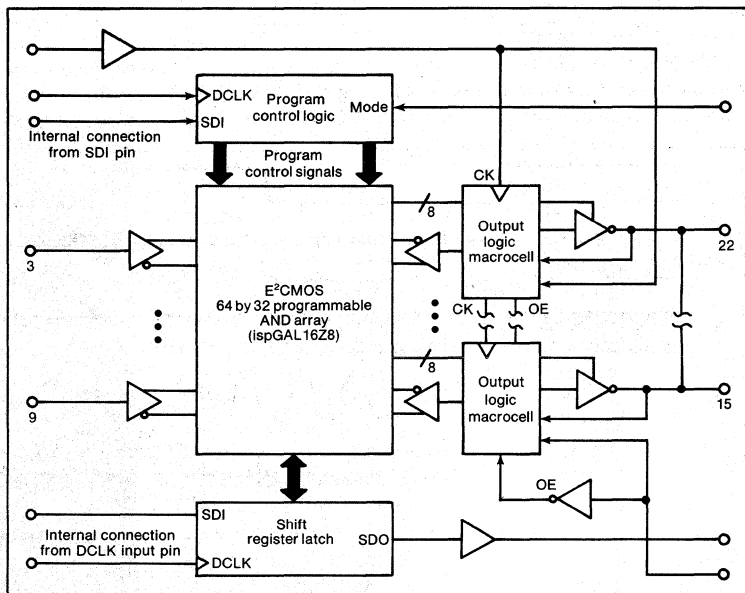 DCLK
SDI
Program
control logic
Mode
Internal connection
from SDI pin
Program
control signals
CK
8
Output
logic
macrocell
3
22
E²CMOS
64 by 32 programmable
AND array
(ispGAL16Z8)
CK
OE
8
Output
logic
macrocell
9
15
OE
SDI
Internal connection
from DCLK input pin
Shift
register latch
SDO
DCLK